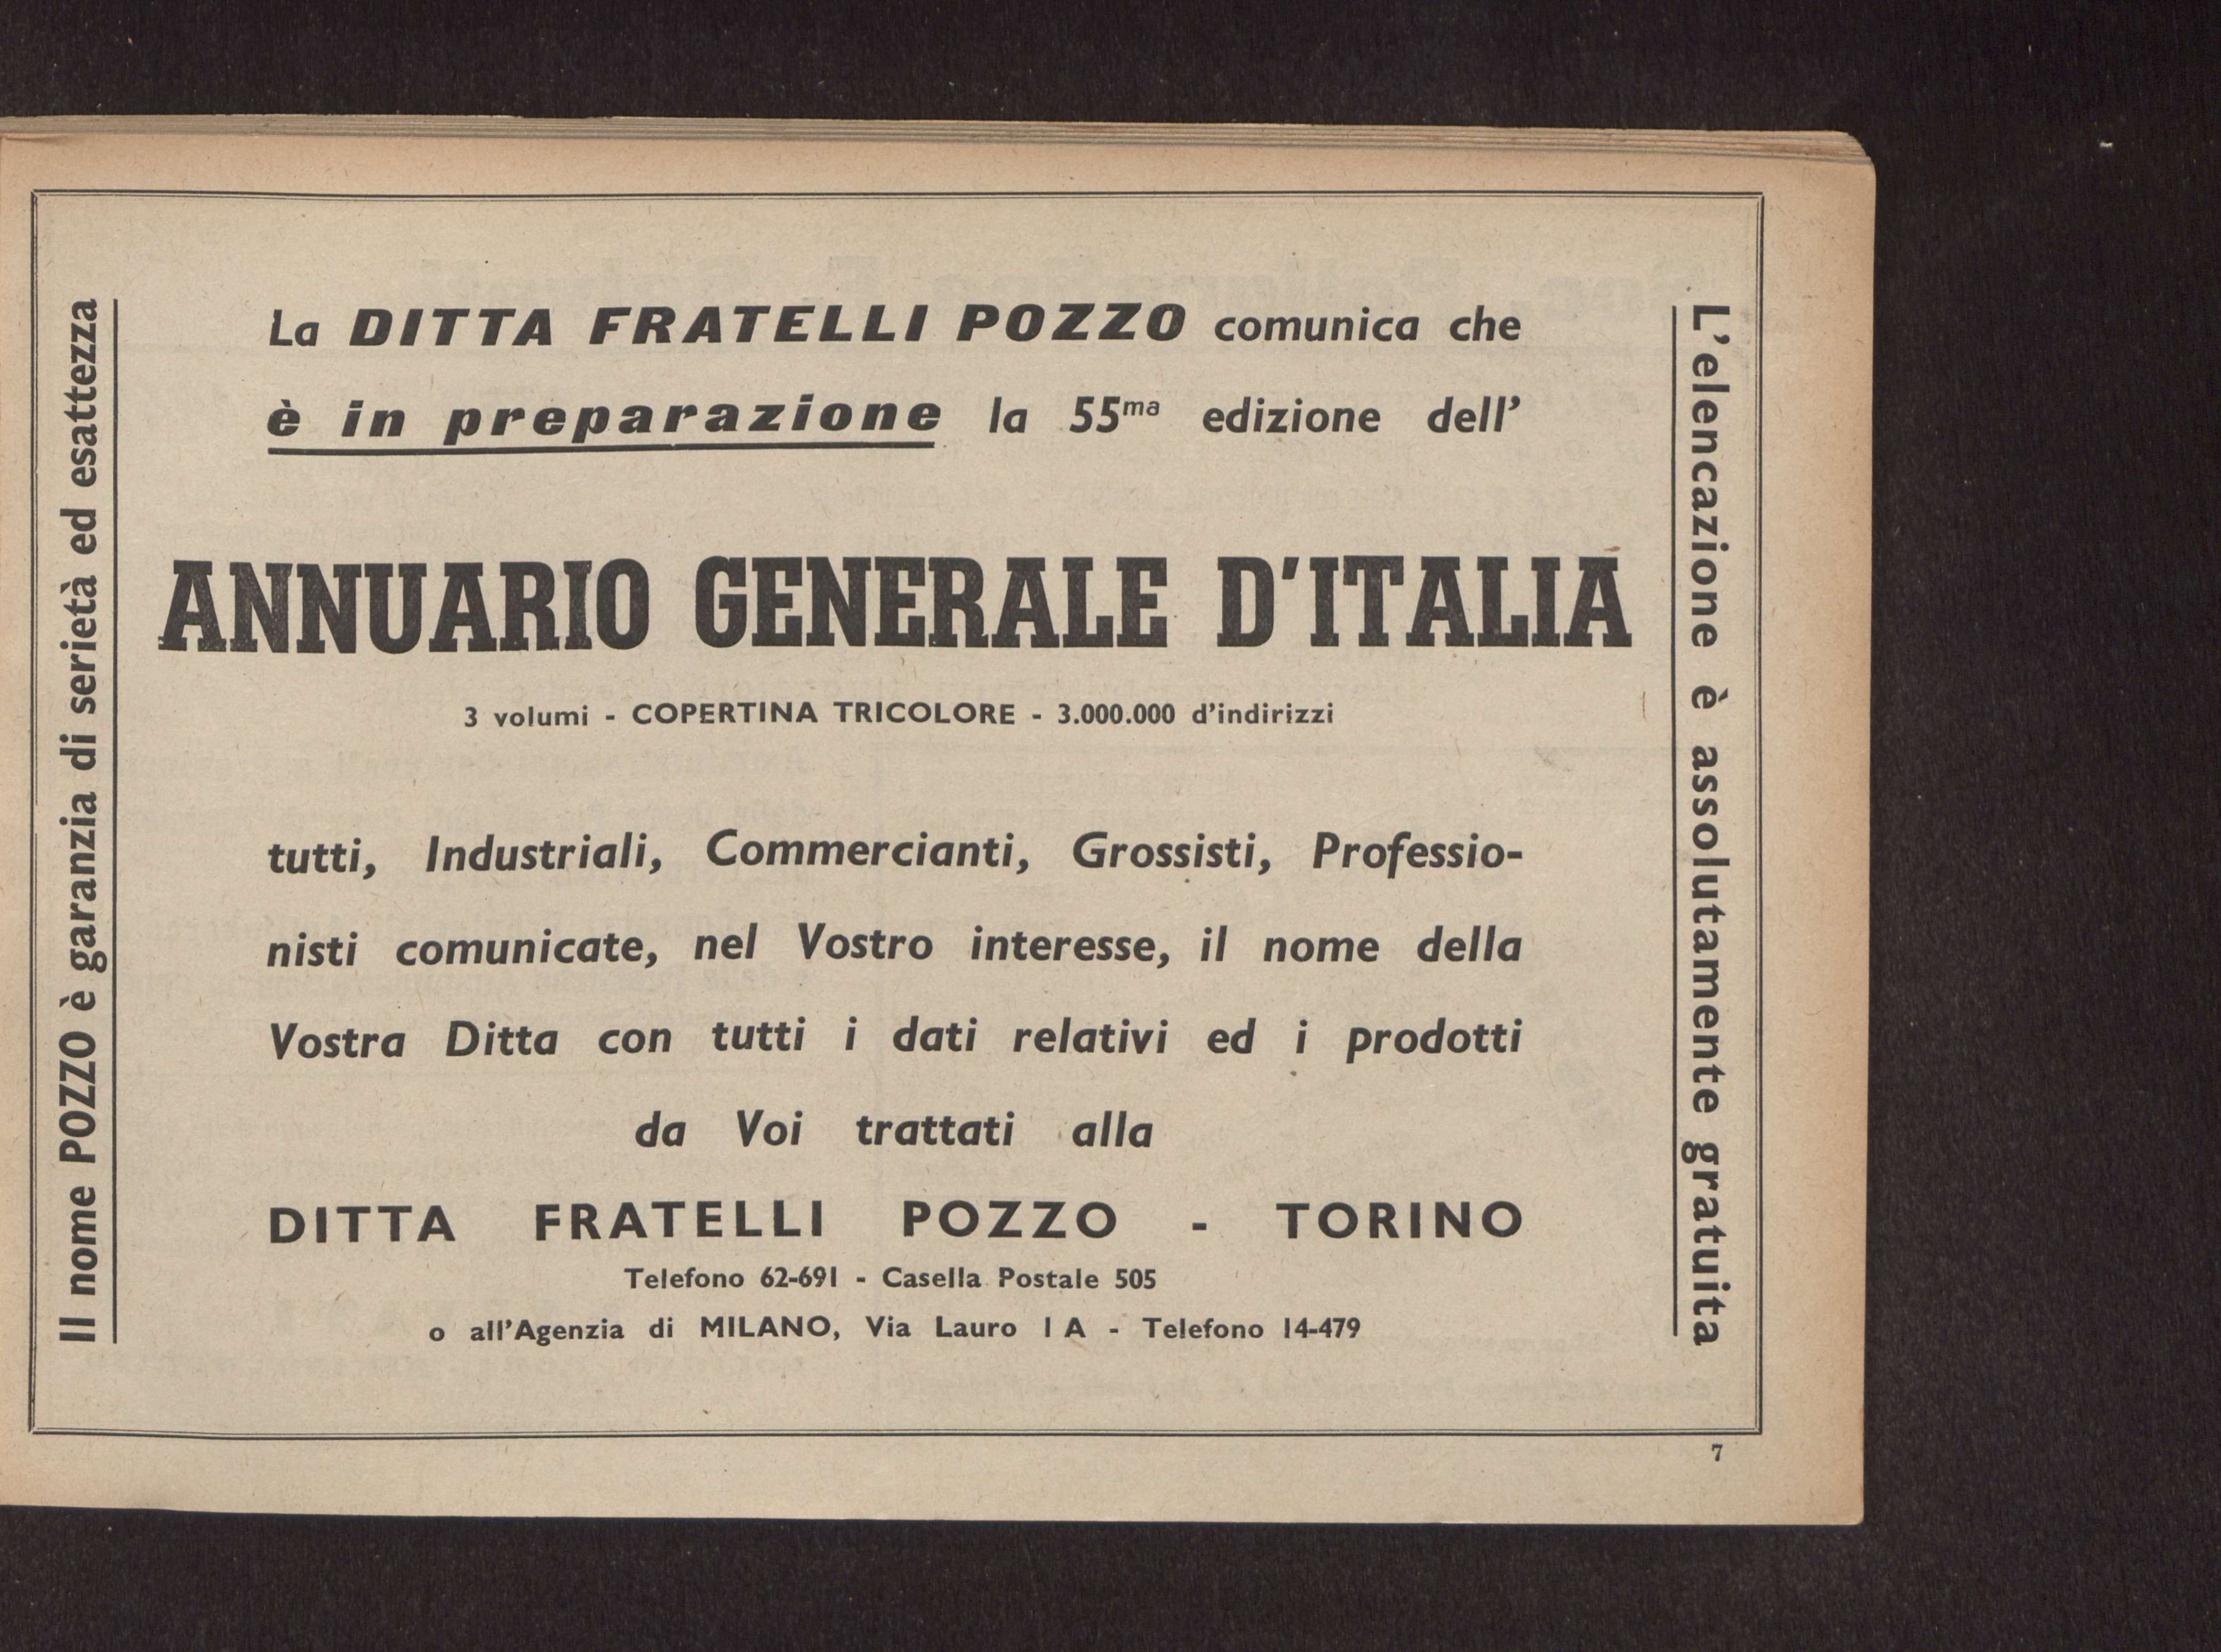 Il nome POZZO è garanzia di serietà ed esattezza
La DITTA FRATELLI POZZO comunica che
è in preparazione la 55ma edizione dell'
ANNUARIO GENERALE D'ITALIA
3 volumi - COPERTINA TRICOLORE - 3.000.000 d'indirizzi
tutti, Industriali, Commercianti, Grossisti, Professio-
nisti comunicate, nel Vostro interesse, il nome della
Vostra Ditta con tutti i dati relativi ed i prodotti
da Voi trattati alla
DITTA FRATELLI POZZO - TORINO
Telefono 62-691 - Casella Postale 505
o all'Agenzia di MILANO, Via Lauro 1 A - Telefono 14-479
L'elencazione è assolutamente gratuita
7